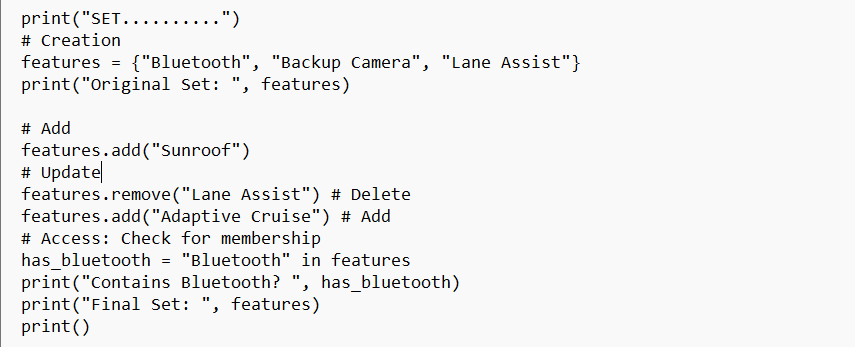 print("SET..........")
# Creation
features = {"Bluetooth", "Backup Camera", "Lane Assist"}
print("Original Set: ", features)

# Add
features.add("Sunroof")
# Update
features.remove("Lane Assist") # Delete
features.add("Adaptive Cruise") # Add
# Access: Check for membership
has_bluetooth = "Bluetooth" in features
print("Contains Bluetooth? ", has_bluetooth)
print("Final Set: ", features)
print()